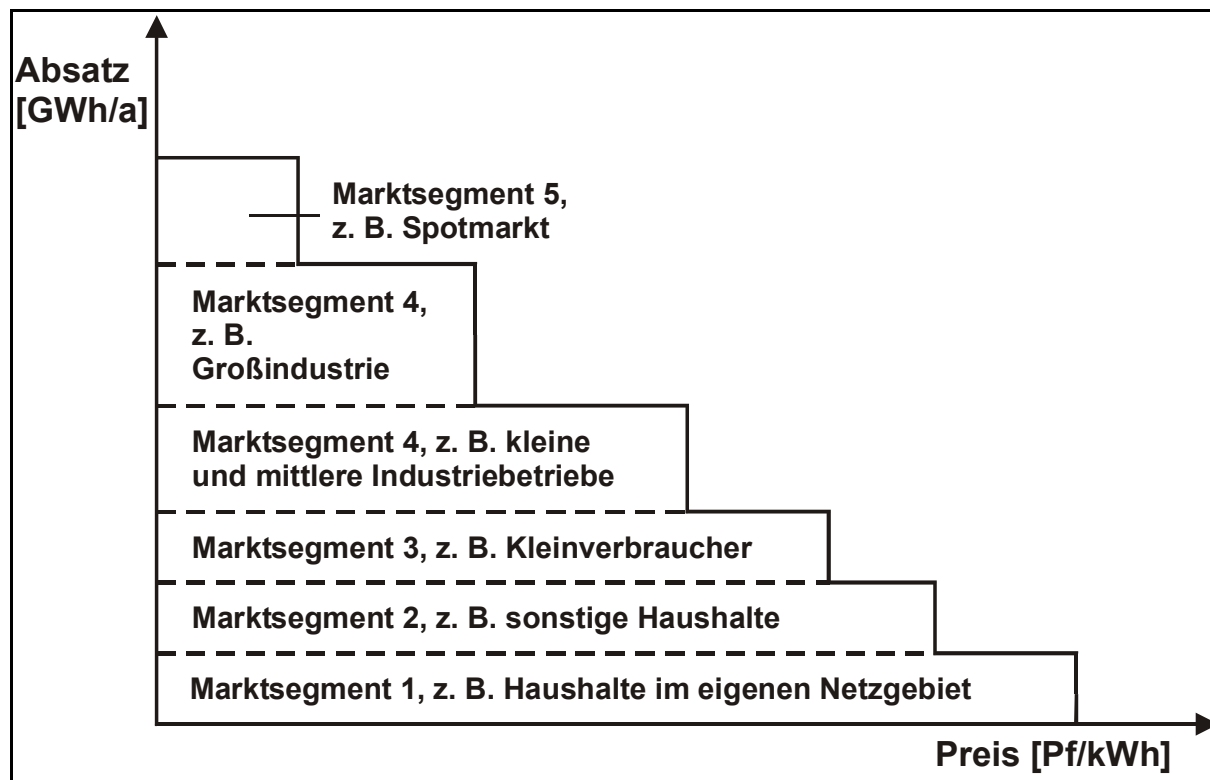 Absatz
[GWh/a]
Marktsegment 5,
z. B. Spotmarkt
Marktsegment 4,
z. B.
Großindustrie
Marktsegment 4, z. B. kleine
und mittlere Industriebetriebe
Marktsegment 3, z. B. Kleinverbraucher
Marktsegment 2, z. B. sonstige Haushalte
Marktsegment 1, z. B. Haushalte im eigenen Netzgebiet
Preis [Pf/kWh]